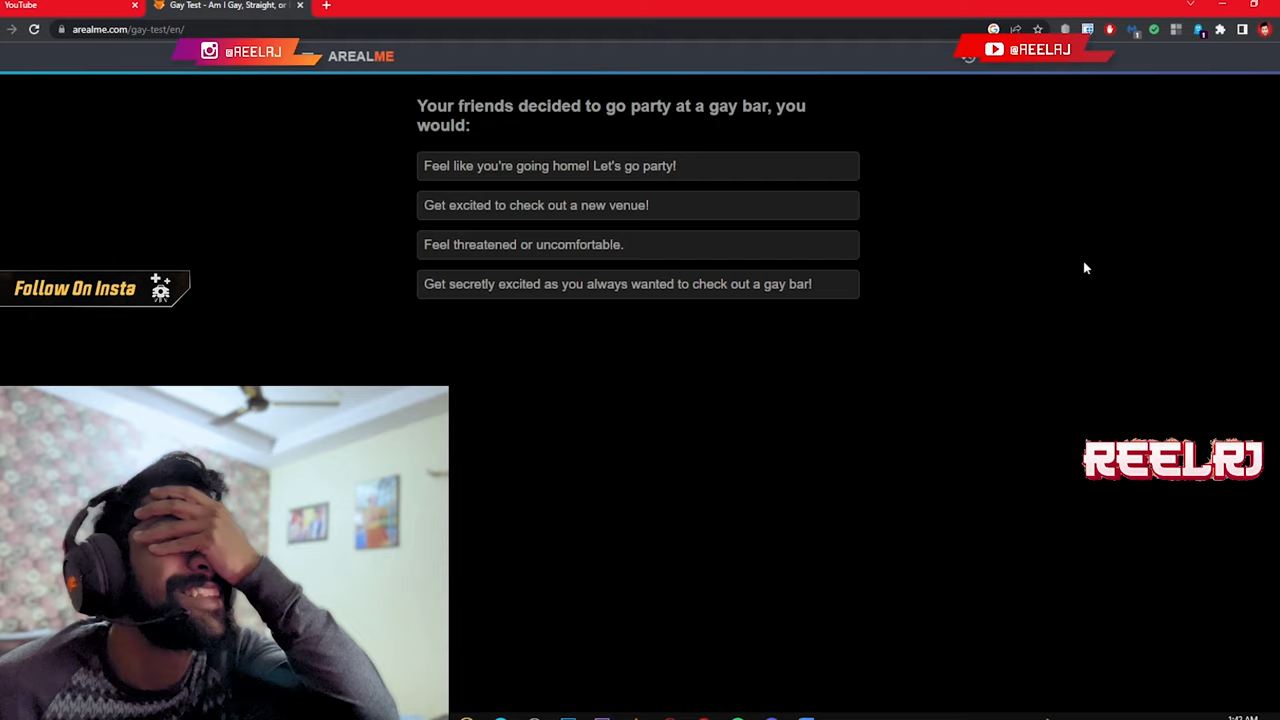 YouTube
Gay Test - Am I Gay, Straight, or
arealme.com/gay-test/en/
@REELRJ
AREALME
@REELRJ
Your friends decided to go party at a gay bar, you
would:
Feel like you're going home! Let's go party!
Get excited to check out a new venue!
Feel threatened or uncomfortable.
Get secretly excited as you always wanted to check out a gay bar!
Follow On Insta
REELRJ